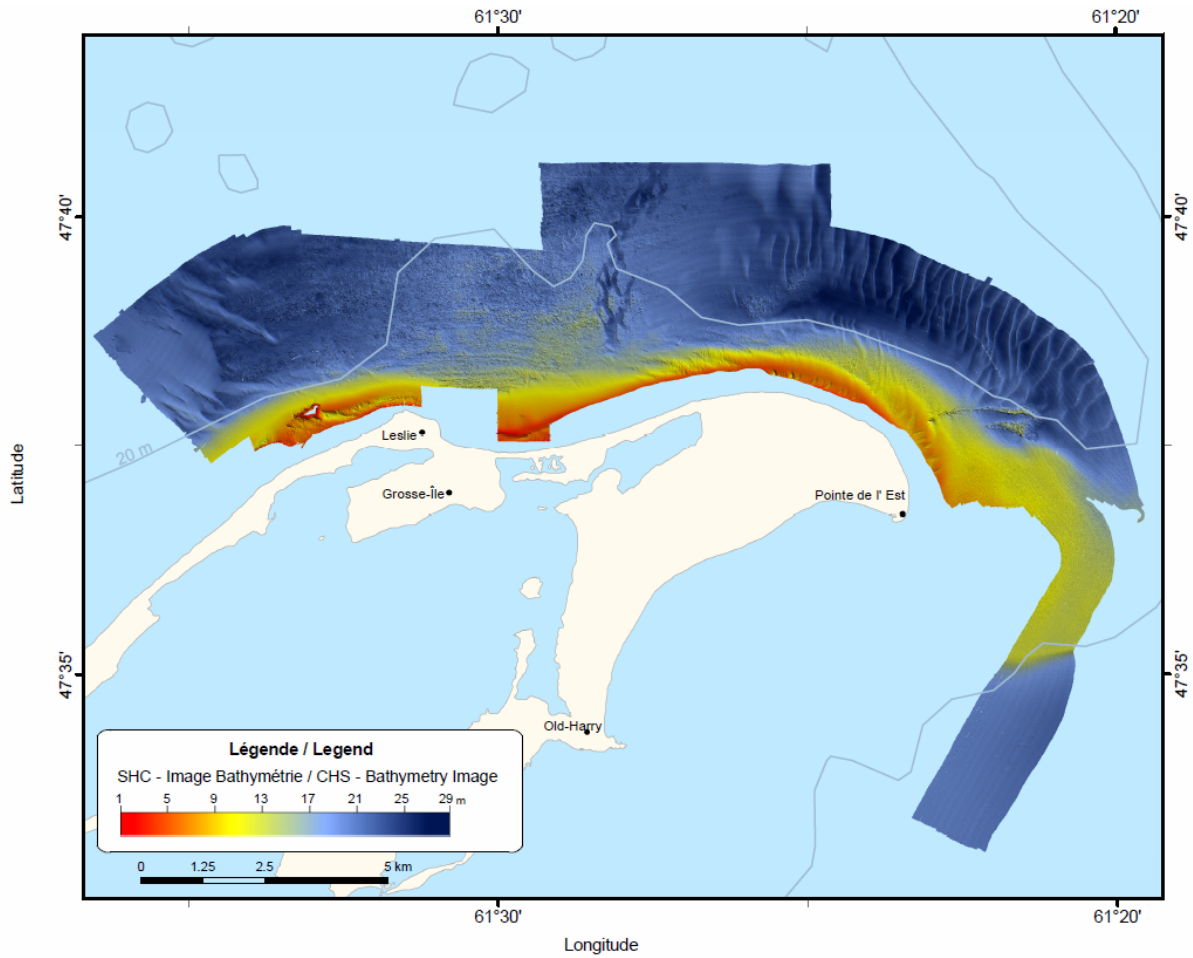 61°30'
61°20'
47°40'
47°40'
20 m
Leslie
Grosse-Île
Pointe de l' Est
Latitude
47°35'
47°35'
Old-Harry
Légende / Legend
SHC - Image Bathymétrie / CHS - Bathymetry Image
1 5 9 13 17 21 25 29 m
0 1.25 2.5 5 km
61°30'
61°20'
Longitude